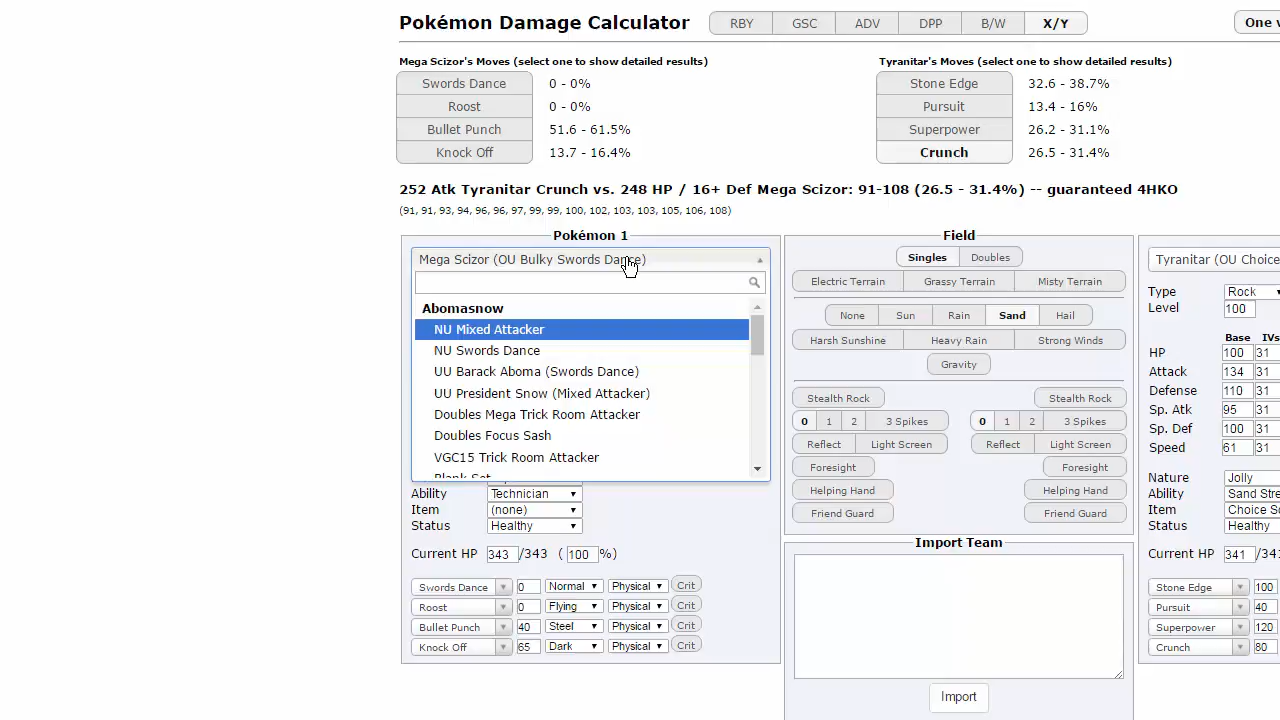 Pokémon Damage Calculator
RBY GSC ADV DPP B/W X/Y
One v
Mega Scizor's Moves (select one to show detailed results)
Swords Dance 0 - 0%
Roost 0 - 0%
Bullet Punch 51.6 - 61.5%
Knock Off 13.7 - 16.4%
Tyranitar's Moves (select one to show detailed results)
Stone Edge 32.6 - 38.7%
Pursuit 13.4 - 16%
Superpower 26.2 - 31.1%
Crunch 26.5 - 31.4%
252 Atk Tyranitar Crunch vs. 248 HP / 16+ Def Mega Scizor: 91-108 (26.5 - 31.4%) -- guaranteed 4HKO
(91, 91, 93, 94, 96, 96, 97, 99, 99, 100, 102, 103, 103, 105, 106, 108)
Pokémon 1
Mega Scizor (OU Bulky Swords Dance)
Abomasnow
NU Mixed Attacker
NU Swords Dance
UU Barack Aboma (Swords Dance)
UU President Snow (Mixed Attacker)
Doubles Mega Trick Room Attacker
Doubles Focus Sash
VGC15 Trick Room Attacker
Blank Set
Ability Technician
Item (none)
Status Healthy
Current HP 343/343 (100%)
Swords Dance 0 Normal Physical Crit
Roost 0 Flying Physical Crit
Bullet Punch 40 Steel Physical Crit
Knock Off 65 Dark Physical Crit
Field
Singles Doubles
Electric Terrain Grassy Terrain Misty Terrain
None Sun Rain Sand Hail
Harsh Sunshine Heavy Rain Strong Winds
Gravity
Stealth Rock Stealth Rock
0 1 2 3 Spikes 0 1 2 3 Spikes
Reflect Light Screen Reflect Light Screen
Foresight Foresight
Helping Hand Helping Hand
Friend Guard Friend Guard
Import Team
Import
Tyranitar (OU Choice
Type Rock
Level 100
Base IVs
HP 100 31
Attack 134 31
Defense 110 31
Sp. Atk 95 31
Sp. Def 100 31
Speed 61 31
Nature Jolly
Ability Sand Stre
Item Choice Sc
Status Healthy
Current HP 341/341
Stone Edge 100
Pursuit 40
Superpower 120
Crunch 80